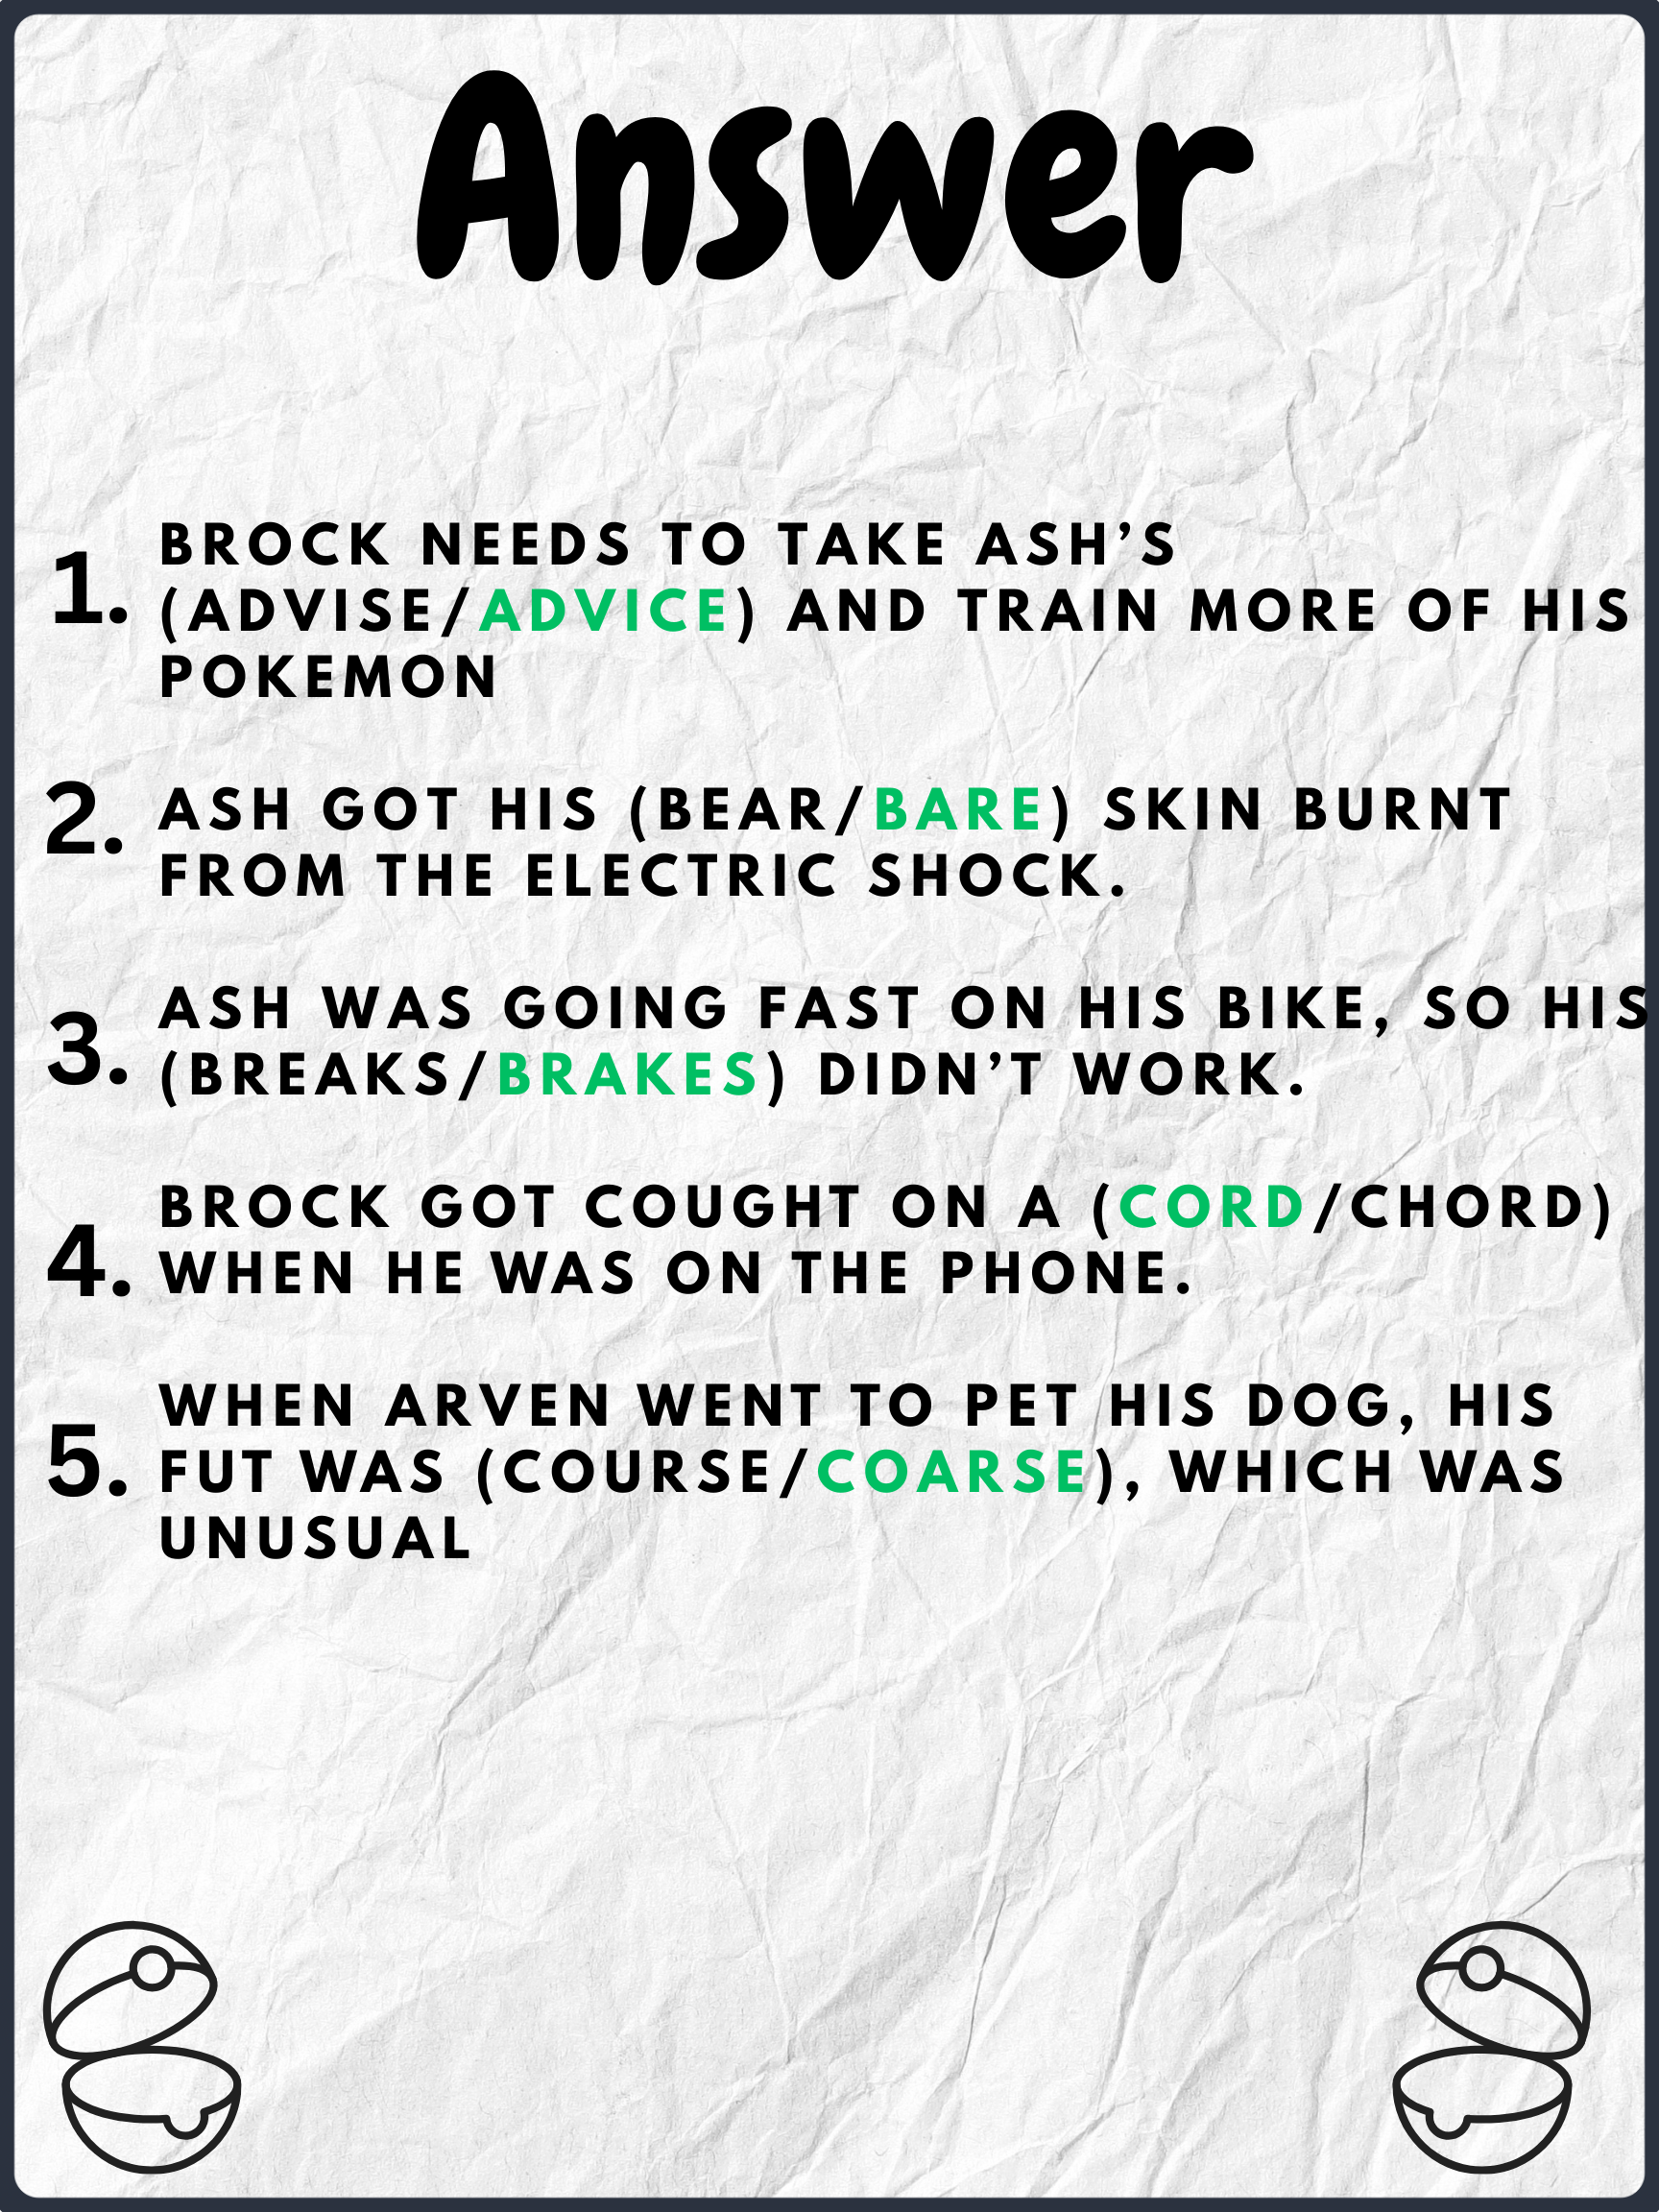 Answer
1. BROCK NEEDS TO TAKE ASH’S
(ADVISE/ADVICE) AND TRAIN MORE OF HIS
POKEMON
2. ASH GOT HIS (BEAR/BARE) SKIN BURNT
FROM THE ELECTRIC SHOCK.
3. ASH WAS GOING FAST ON HIS BIKE, SO HIS
(BREAKS/BRAKES) DIDN’T WORK.
4. BROCK GOT COUGHT ON A (CORD/CHORD)
WHEN HE WAS ON THE PHONE.
5. WHEN ARVEN WENT TO PET HIS DOG, HIS
FUT WAS (COURSE/COARSE), WHICH WAS
UNUSUAL